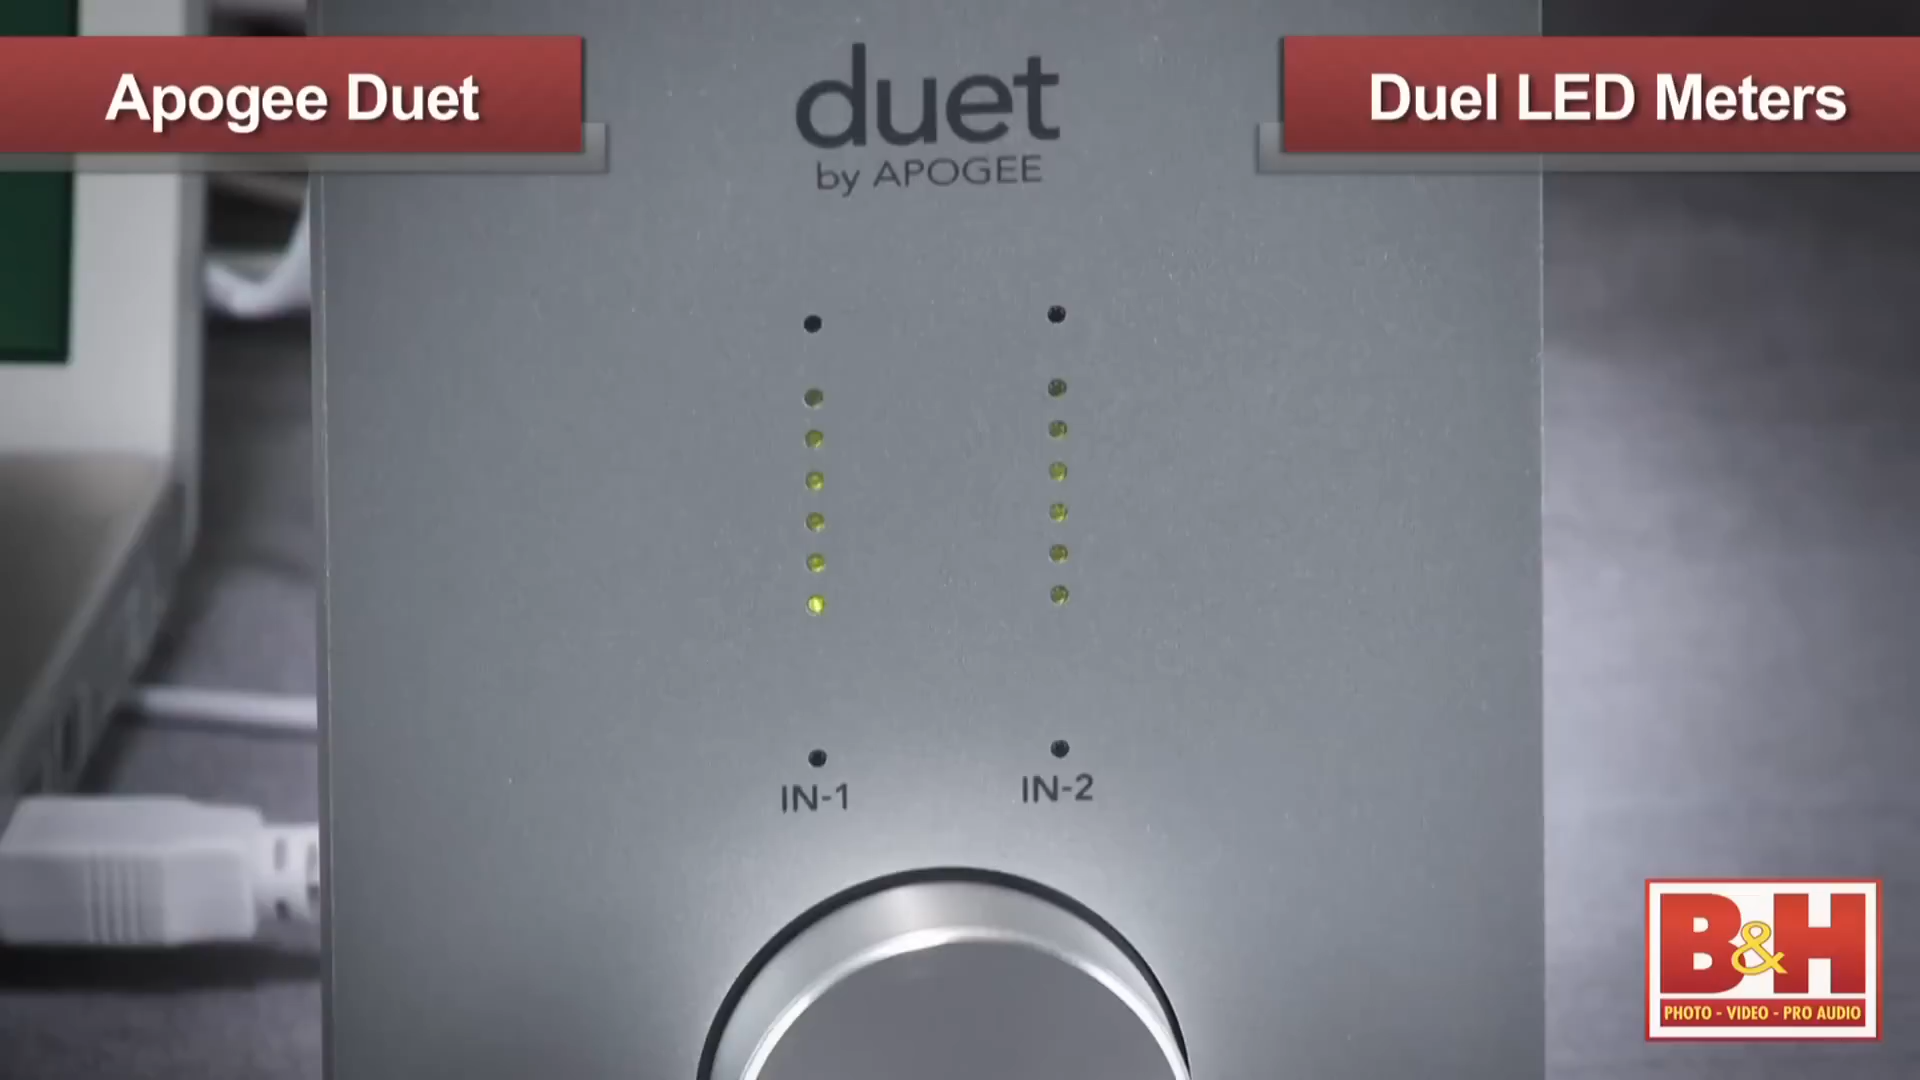 Apogee Duet
Duel LED Meters
duet
by APOGEE
IN-1
IN-2
B&H
PHOTO - VIDEO - PRO AUDIO